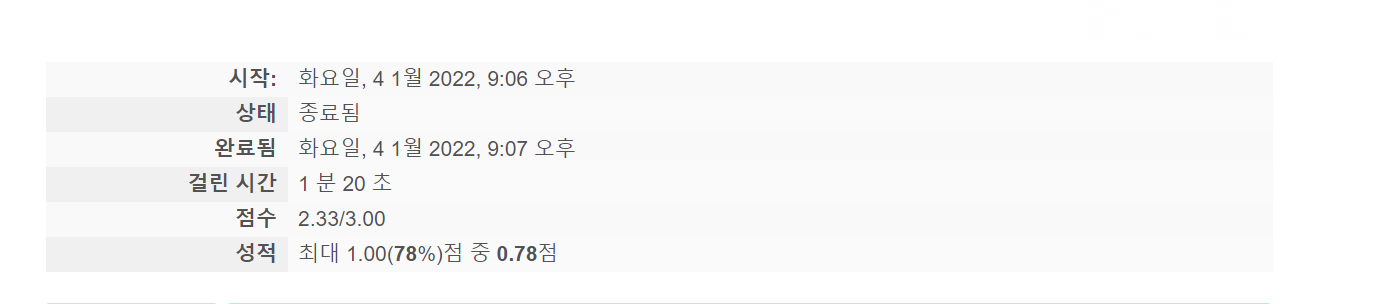 시작: 화요일, 4 1월 2022, 9:06 오후
상태 종료됨
완료됨 화요일, 4 1월 2022, 9:07 오후
걸린 시간 1 분 20 초
점수 2.33/3.00
성적 최대 1.00(78%)점 중 0.78점